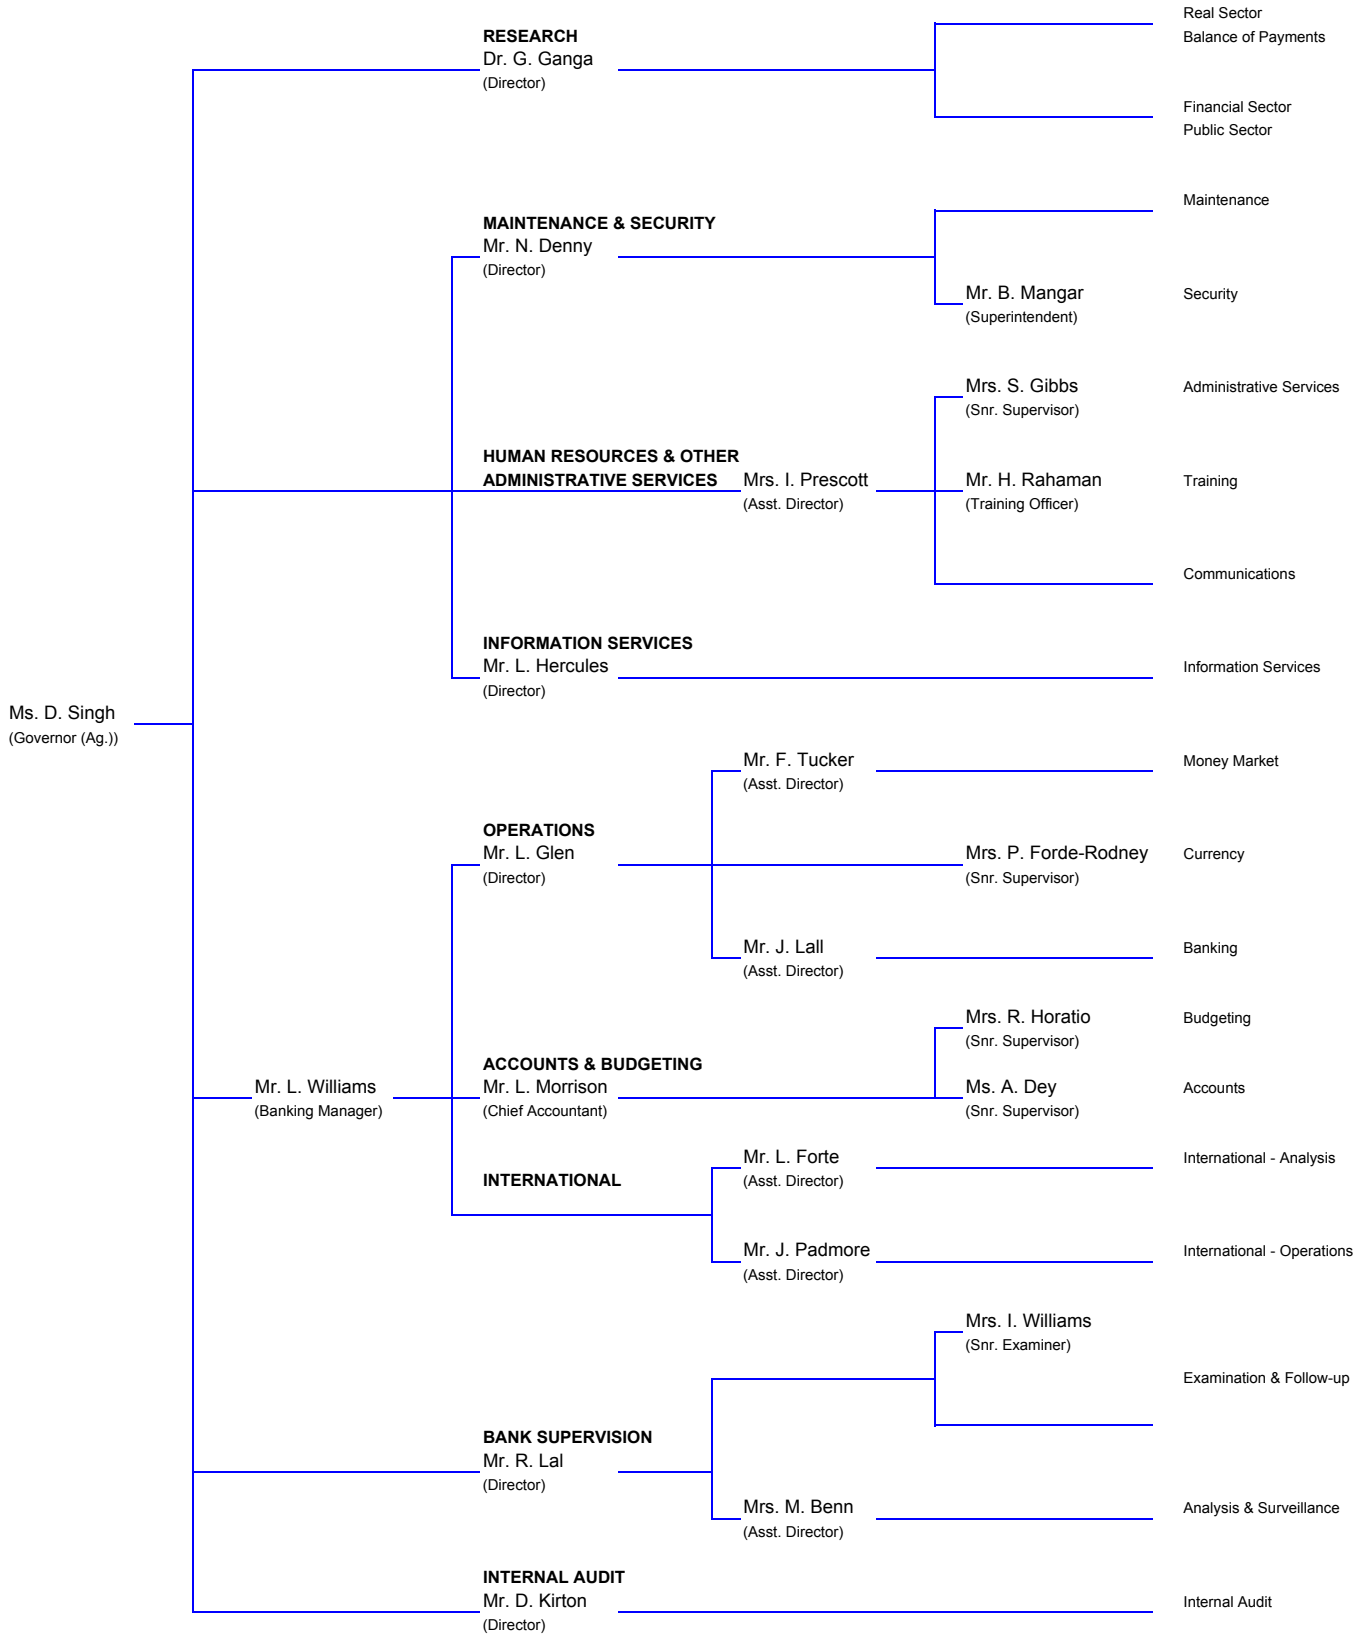 Real Sector
RESEARCH
Balance of Payments
Dr. G. Ganga
(Director)
Financial Sector
Public Sector
Maintenance
MAINTENANCE & SECURITY
Mr. N. Denny
(Director)
Mr. B. Mangar
Security
(Superintendent)
Mrs. S. Gibbs
Administrative Services
(Snr. Supervisor)
HUMAN RESOURCES & OTHER
ADMINISTRATIVE SERVICES
Mrs. I. Prescott
(Asst. Director)
Mr. H. Rahaman
Training
(Training Officer)
Communications
INFORMATION SERVICES
Mr. L. Hercules
Information Services
(Director)
Ms. D. Singh
(Governor (Ag.))
Mr. F. Tucker
Money Market
(Asst. Director)
OPERATIONS
Mr. L. Glen
(Director)
Mrs. P. Forde-Rodney
Currency
(Snr. Supervisor)
Mr. J. Lall
Banking
(Asst. Director)
Mrs. R. Horatio
Budgeting
(Snr. Supervisor)
ACCOUNTS & BUDGETING
Mr. L. Williams
(Banking Manager)
Mr. L. Morrison
(Chief Accountant)
Ms. A. Dey
Accounts
(Snr. Supervisor)
Mr. L. Forte
International - Analysis
(Asst. Director)
INTERNATIONAL
Mr. J. Padmore
International - Operations
(Asst. Director)
Mrs. I. Williams
(Snr. Examiner)
Examination & Follow-up
BANK SUPERVISION
Mr. R. Lal
(Director)
Mrs. M. Benn
Analysis & Surveillance
(Asst. Director)
INTERNAL AUDIT
Mr. D. Kirton
Internal Audit
(Director)